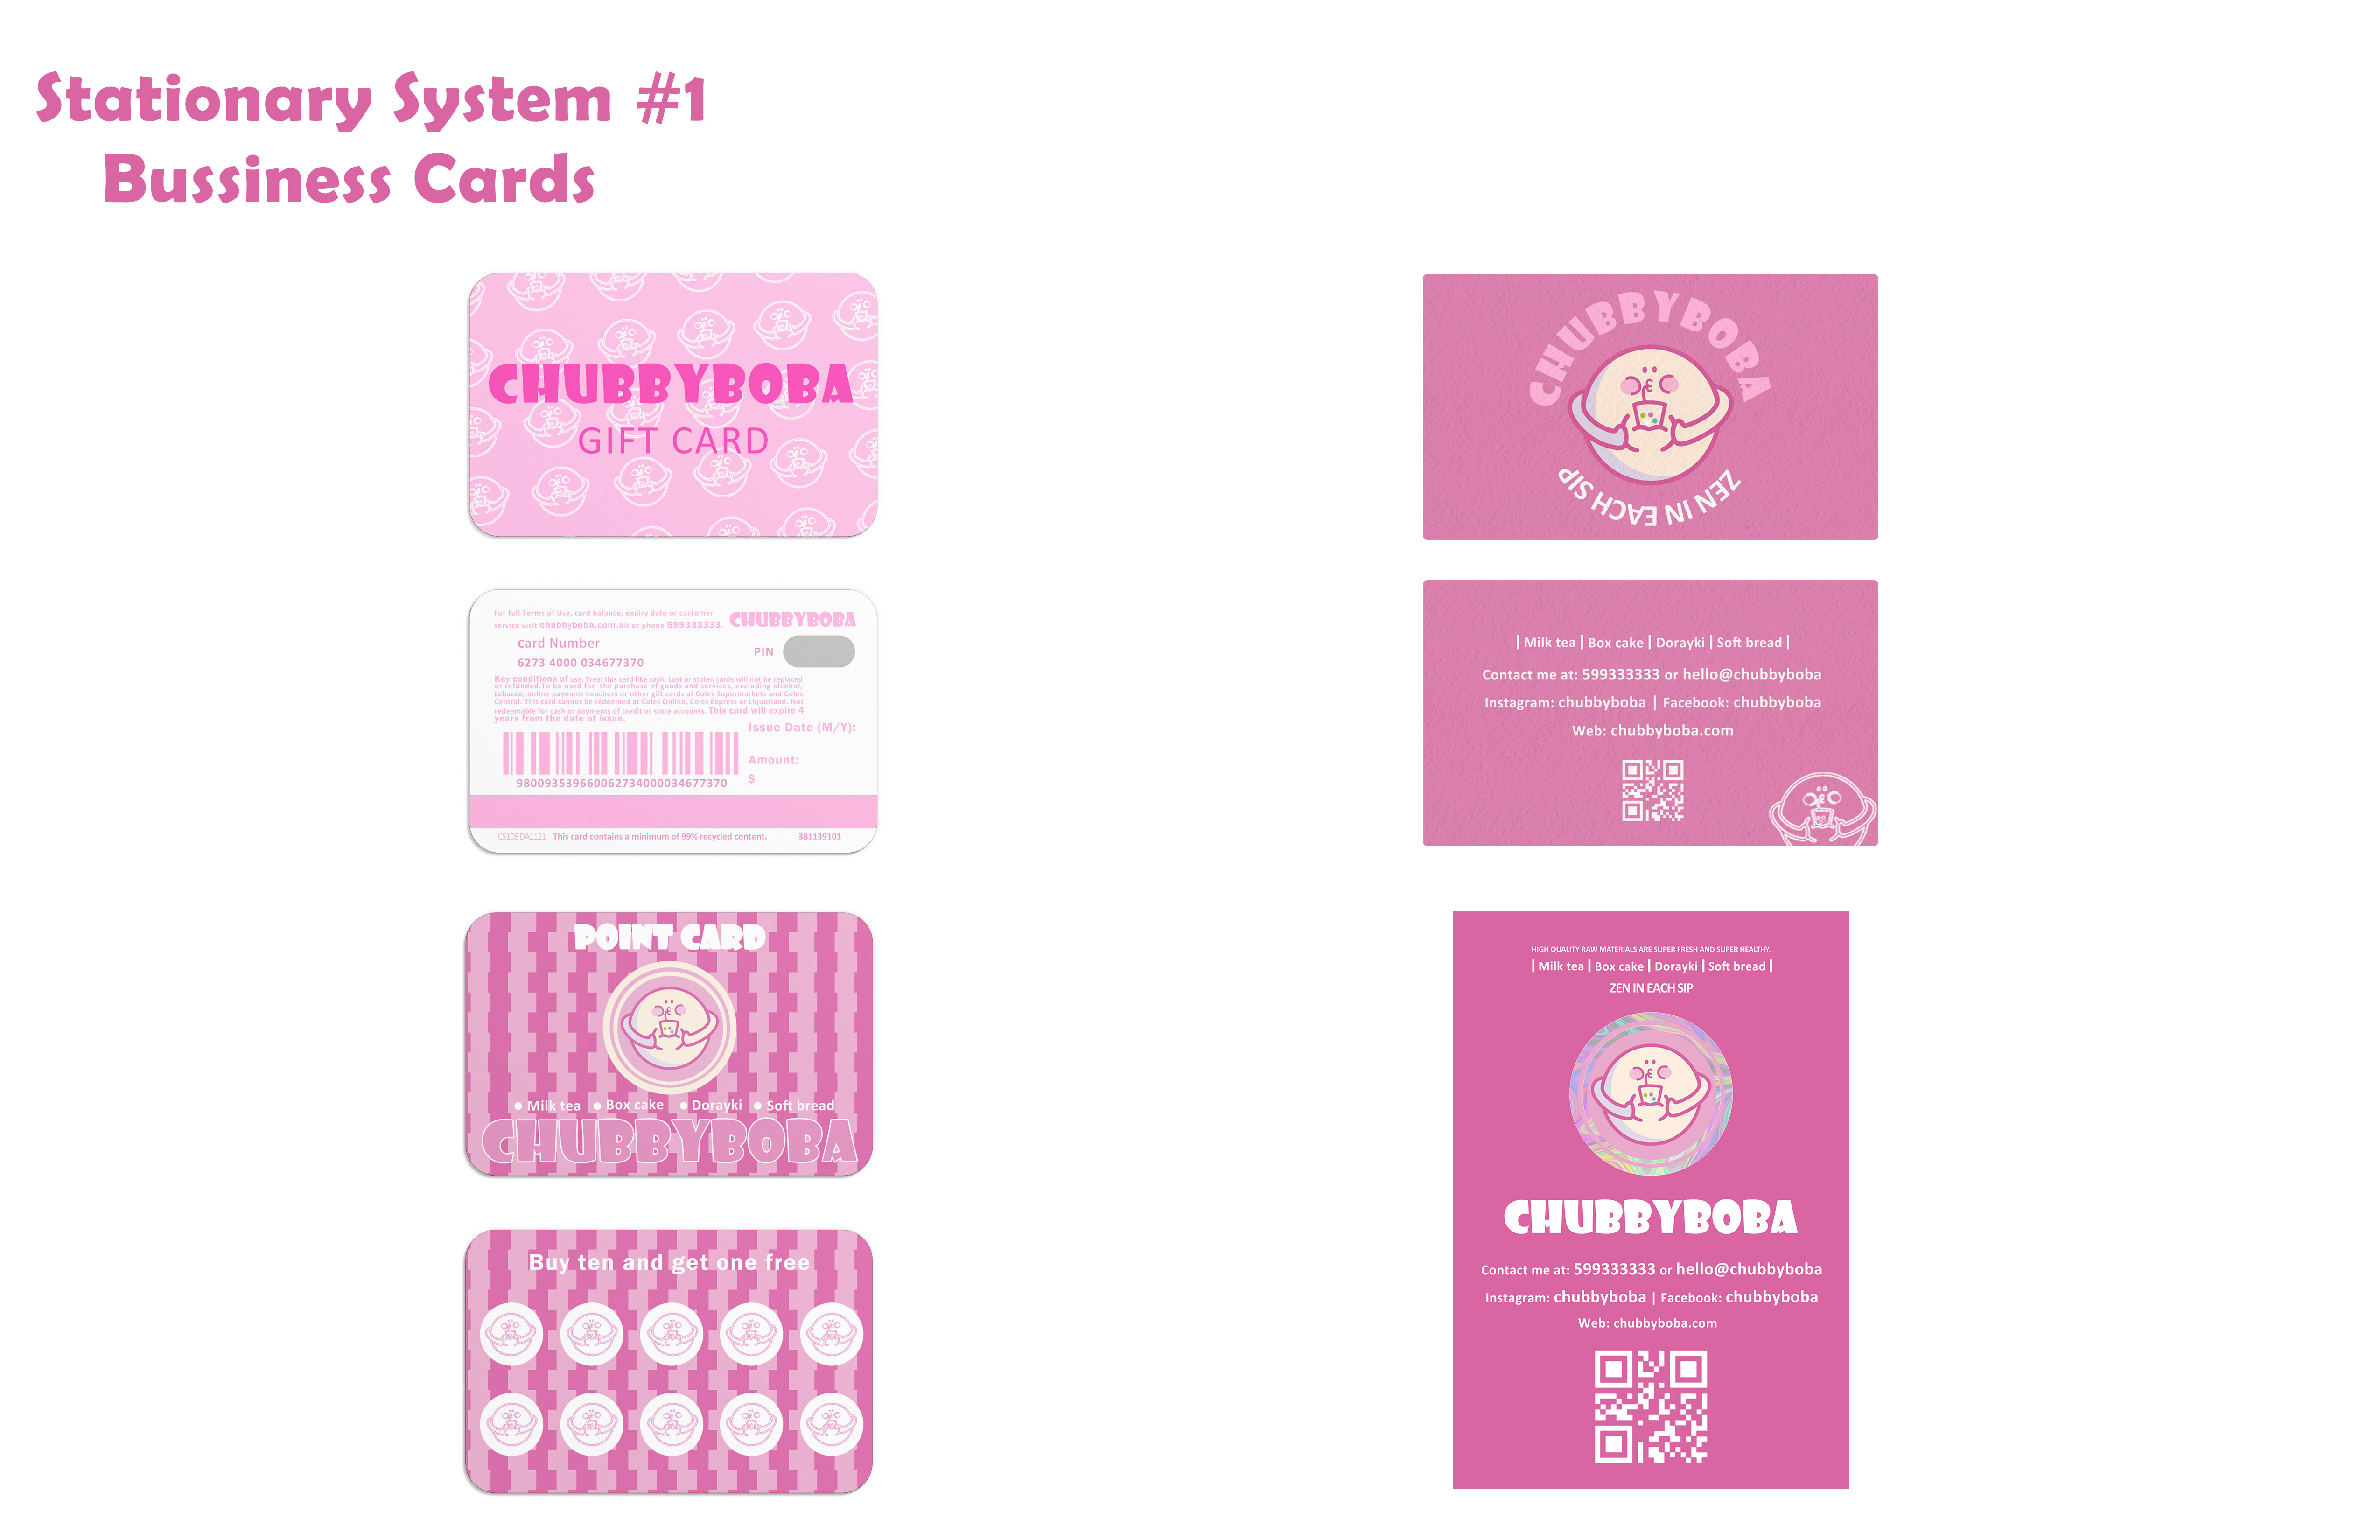 Stationary System #1
Bussiness Cards
CHUBBYBOBA
GIFT CARD
For full Terms of Use, card balance, expiry date or customer
service visit chubbyboba.com.au or phone 599333333.
CHUBBYBOBA
card Number
6273 4000 034677370
PIN
Key conditions of use: Treat this card like cash. Lost or stolen cards will not be replaced
or refunded.To be used for the purchase of goods and services, excluding alcohol,
tobacco, online payment vouchers or other gift cards af Coles Supermarkets and Coles
Central. This card cannot be redeemed at Coles Online, Coles Express or Liquorland. Not
redeemable for cash or payments of credit or store accounts. This card will expire 4
years from the date of issue.
Issue Date (M/Y):
Amount:
$
98009353966006273400​0034677370
CS108 DA1121 This card contains a minimum of 99% recycled content. 381139101
POINT CARD
Milk tea Box cake Dorayki Soft bread
CHUBBYBOBA
Buy ten and get one free
CHUBBYBOBA
ZEN IN EACH SIP
| Milk tea | Box cake | Dorayki | Soft bread |
Contact me at: 599333333 or hello@chubbyboba
Instagram: chubbyboba | Facebook: chubbyboba
Web: chubbyboba.com
HIGH QUALITY RAW MATERIALS ARE SUPER FRESH AND SUPER HEALTHY.
| Milk tea | Box cake | Dorayki | Soft bread |
ZEN IN EACH SIP
CHUBBYBOBA
Contact me at: 599333333 or hello@chubbyboba
Instagram: chubbyboba | Facebook: chubbyboba
Web: chubbyboba.com